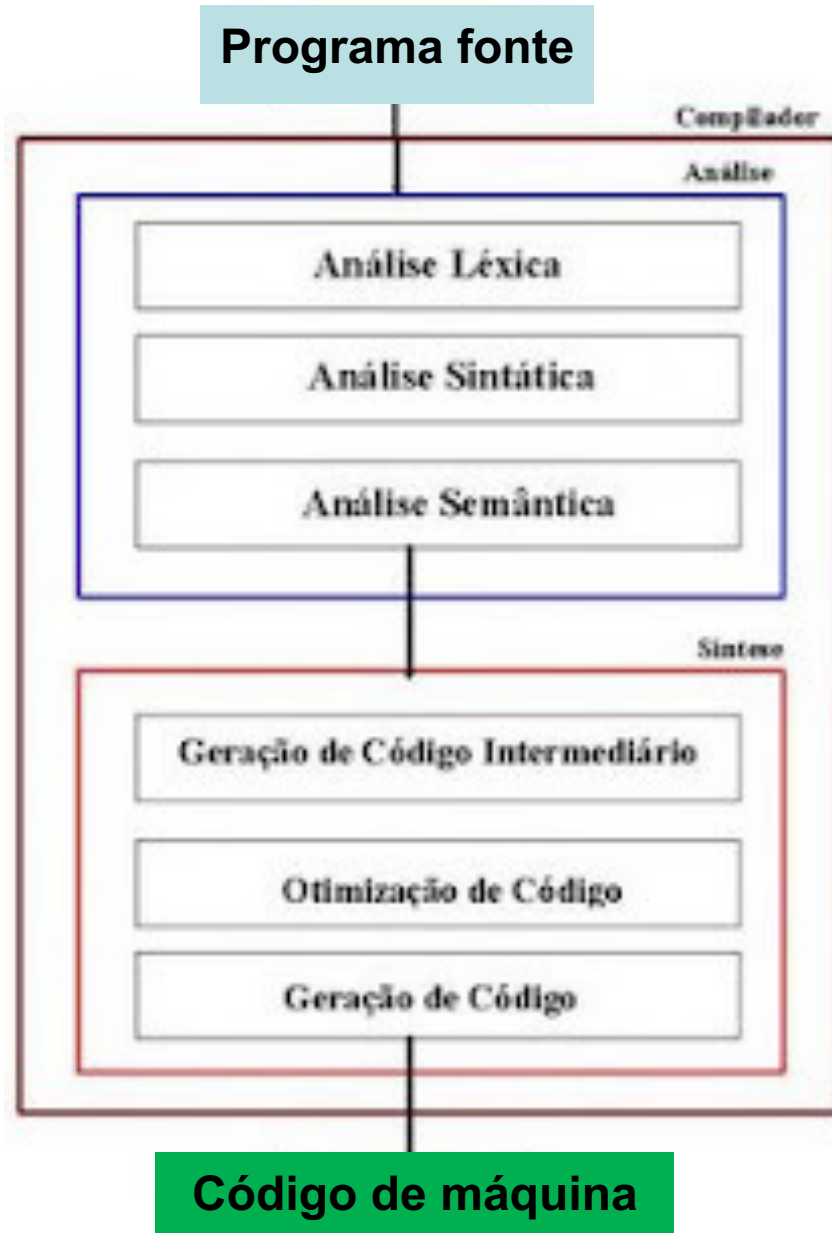 Programa fonte
Compilador
Análise
Análise Léxica
Análise Sintática
Análise Semântica
Síntese
Geração de Código Intermediário
Otimização de Código
Geração de Código
Código de máquina